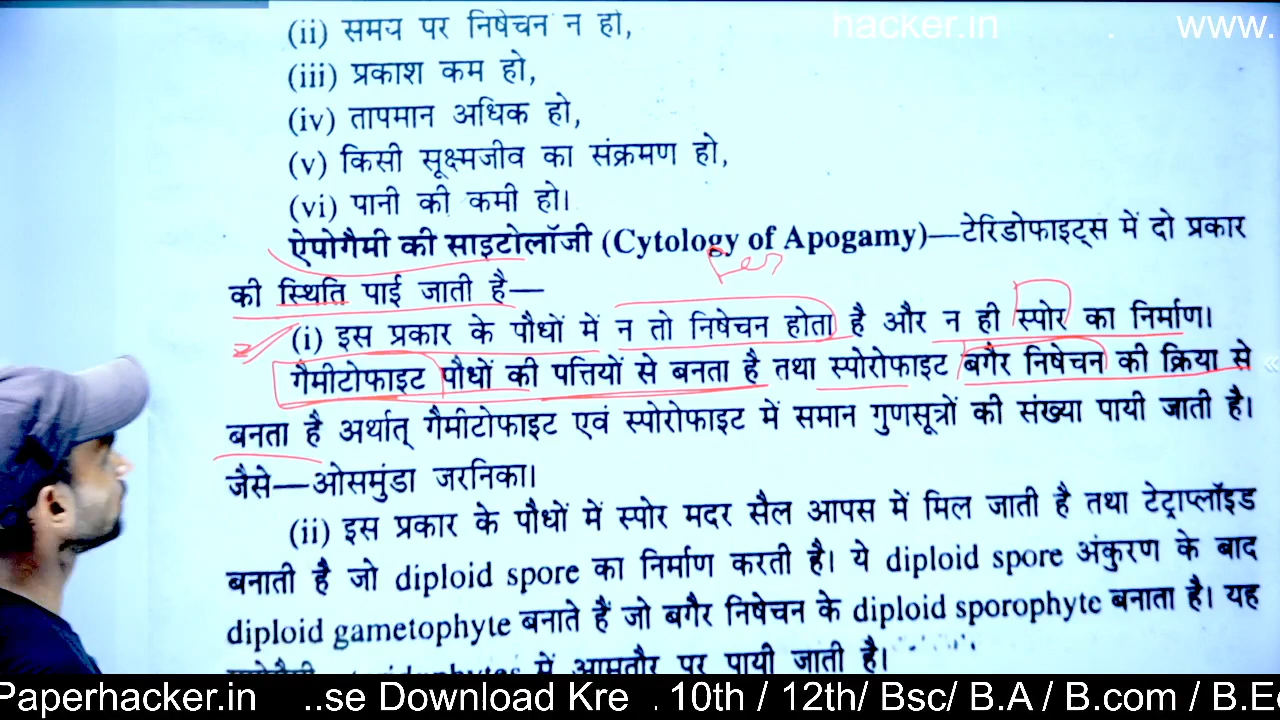 hacker.in . www.
(ii) समय पर निषेचन न हो,
(iii) प्रकाश कम हो,
(iv) तापमान अधिक हो,
(v) किसी सूक्ष्मजीव का संक्रमण हो,
(vi) पानी की कमी हो।
ऐपोगैमी की साइटोलॉजी (Cytology of Apogamy)—टेरिडोफाइट्स में दो प्रकार
की स्थिति पाई जाती है—
(i) इस प्रकार के पौधों में न तो निषेचन होता है और न ही स्पोर का निर्माण।
गैमीटोफाइट पौधों की पत्तियों से बनता है तथा स्पोरोफाइट बगैर निषेचन की क्रिया से
बनता है अर्थात् गैमीटोफाइट एवं स्पोरोफाइट में समान गुणसूत्रों की संख्या पायी जाती है।
जैसे—ओसमुंडा जरनिका।
(ii) इस प्रकार के पौधों में स्पोर मदर सैल आपस में मिल जाती है तथा टेट्राप्लॉइड
बनाती है जो diploid spore का निर्माण करती है। ये diploid spore अंकुरण के बाद
diploid gametophyte बनाते हैं जो बगैर निषेचन के diploid sporophyte बनाता है। यह
में आमतौर पर पायी जाती है।
Paperhacker.in ..se Download Kre . 10th / 12th/ Bsc/ B.A / B.com / B.E